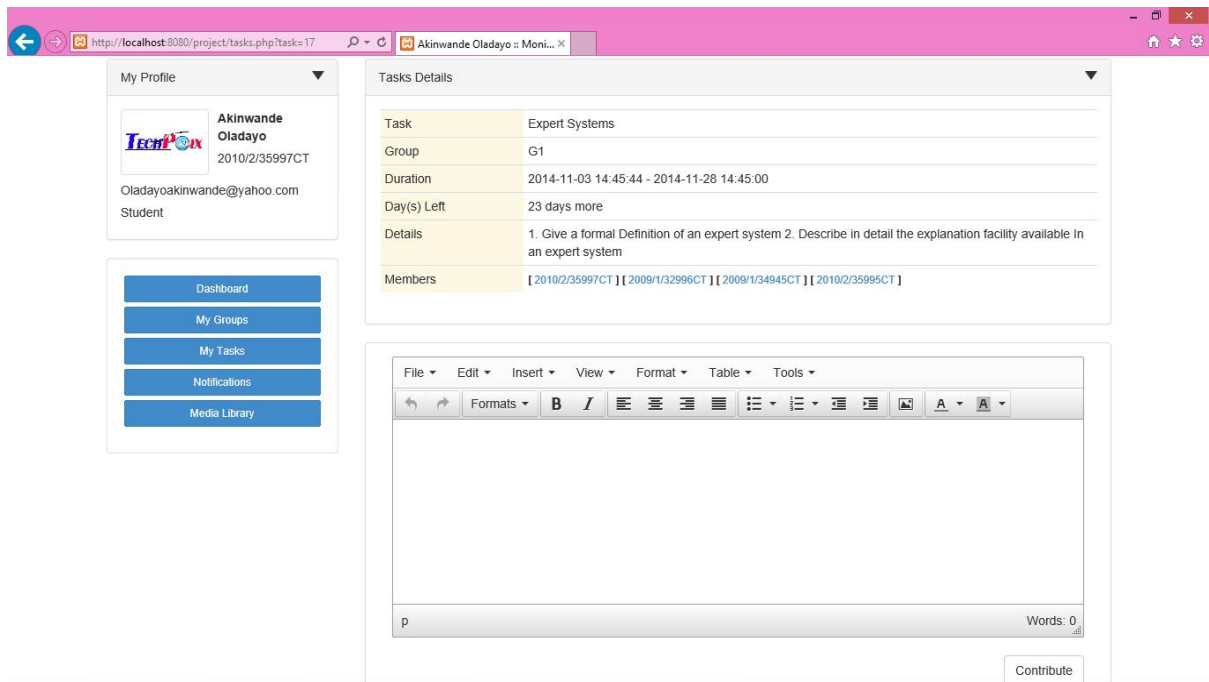 http://localhost:8080/project/tasks.php?task=17
Akinwande Oladayo :: Moni...
My Profile
TECHPOIX
Akinwande
Oladayo
2010/2/35997CT
Oladayoakinwande@yahoo.com
Student
Dashboard
My Groups
My Tasks
Notifications
Media Library
Tasks Details
Task Expert Systems
Group G1
Duration 2014-11-03 14:45:44 - 2014-11-28 14:45:00
Day(s) Left 23 days more
Details 1. Give a formal Definition of an expert system 2. Describe in detail the explanation facility available In
an expert system
Members [ 2010/2/35997CT ] [ 2009/1/32996CT ] [ 2009/1/34945CT ] [ 2010/2/35995CT ]
File Edit Insert View Format Table Tools
Formats B I A A
p Words: 0
Contribute